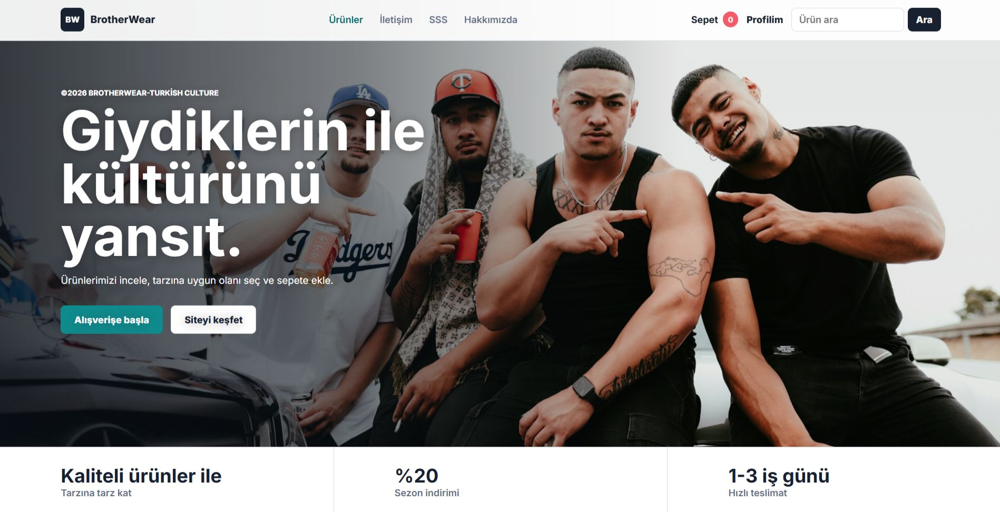 BW BrotherWear Ürünler İletişim SSS Hakkımızda Sepet 0 Profilim Ürün ara Ara
©2026 BROTHERWEAR-TURKİSH CULTURE
Giydiklerin ile
kültürünü
yansıt.
Ürünlerimizi incele, tarzına uygun olanı seç ve sepete ekle.
Alışverişe başla Siteyi keşfet
LA
Kaliteli ürünler ile
Tarzına tarz kat
%20
Sezon indirimi
1-3 iş günü
Hızlı teslimat